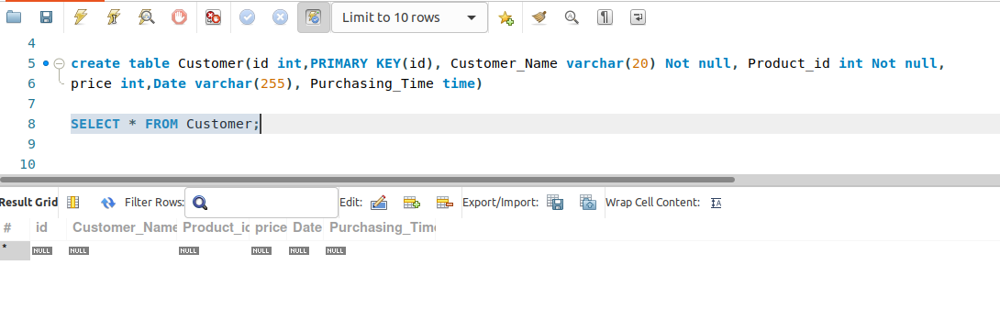 Limit to 10 rows
4
5 create table Customer(id int,PRIMARY KEY(id), Customer_Name varchar(20) Not null, Product_id int Not null,
6 price int,Date varchar(255), Purchasing_Time time)
7
8 SELECT * FROM Customer;
9
10
Result Grid Filter Rows: Edit: Export/Import: Wrap Cell Content: IA
# id Customer_Name Product_id price Date Purchasing_Time
* NULL NULL NULL NULL NULL NULL